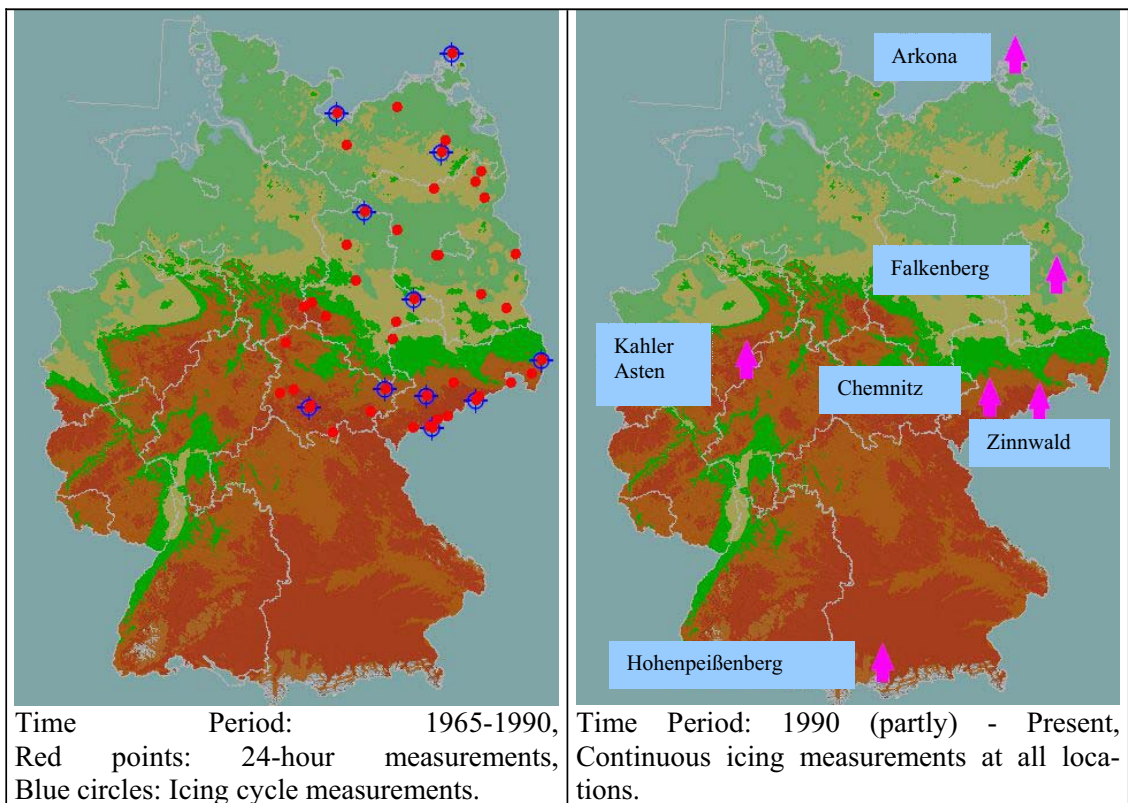 Arkona
Falkenberg
Kahler
Asten
Chemnitz
Zinnwald
Hohenpeißenberg
Time Period: 1965-1990,
Red points: 24-hour measurements,
Blue circles: Icing cycle measurements.
Time Period: 1990 (partly) - Present,
Continuous icing measurements at all loca-
tions.